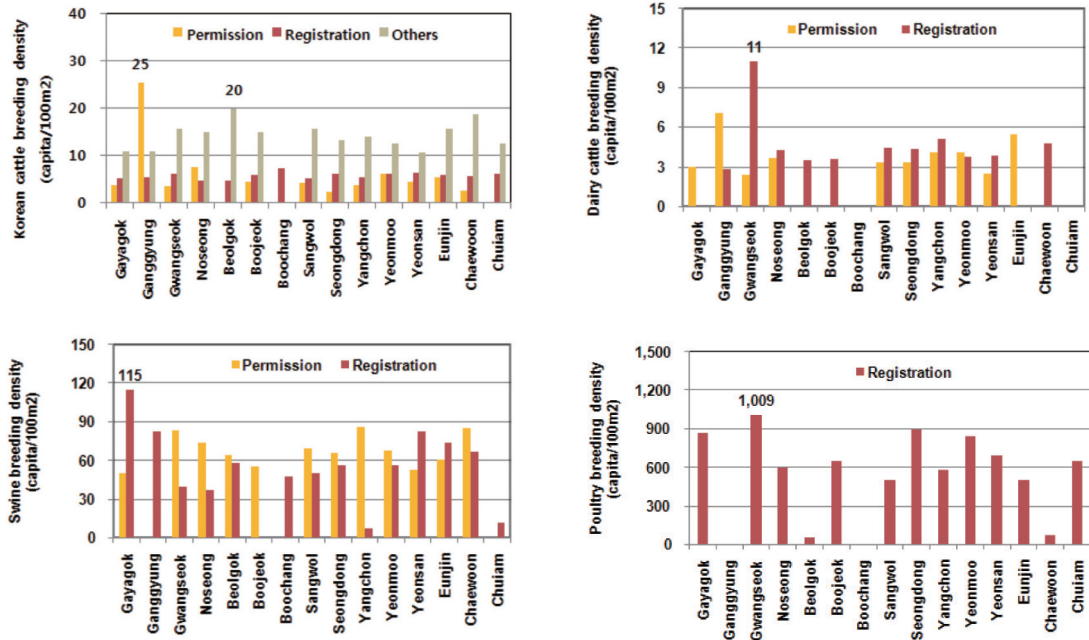 Korean cattle breeding density
(capita/100m2)
Permission Registration Others
50
40
30
20
10
0
25
20
Gayagok
Ganggyung
Gwangseok
Noseong
Beolgok
Boojeok
Boochang
Sangwol
Seongdong
Yangchon
Yeonmoo
Yeonsan
Eunjin
Chaewoon
Chuiam
Dairy cattle breeding density
(capita/100m2)
Permission Registration
15
12
9
6
3
0
11
Gayagok
Ganggyung
Gwangseok
Noseong
Beolgok
Boojeok
Boochang
Sangwol
Seongdong
Yangchon
Yeonmoo
Yeonsan
Eunjin
Chaewoon
Chuiam
Swine breeding density
(capita/100m2)
Permission Registration
150
120
90
60
30
0
115
Gayagok
Ganggyung
Gwangseok
Noseong
Beolgok
Boojeok
Boochang
Sangwol
Seongdong
Yangchon
Yeonmoo
Yeonsan
Eunjin
Chaewoon
Chuiam
Poultry breeding density
(capita/100m2)
Registration
1,500
1,200
900
600
300
0
1,009
Gayagok
Ganggyung
Gwangseok
Noseong
Beolgok
Boojeok
Boochang
Sangwol
Seongdong
Yangchon
Yeonmoo
Yeonsan
Eunjin
Chaewoon
Chuiam